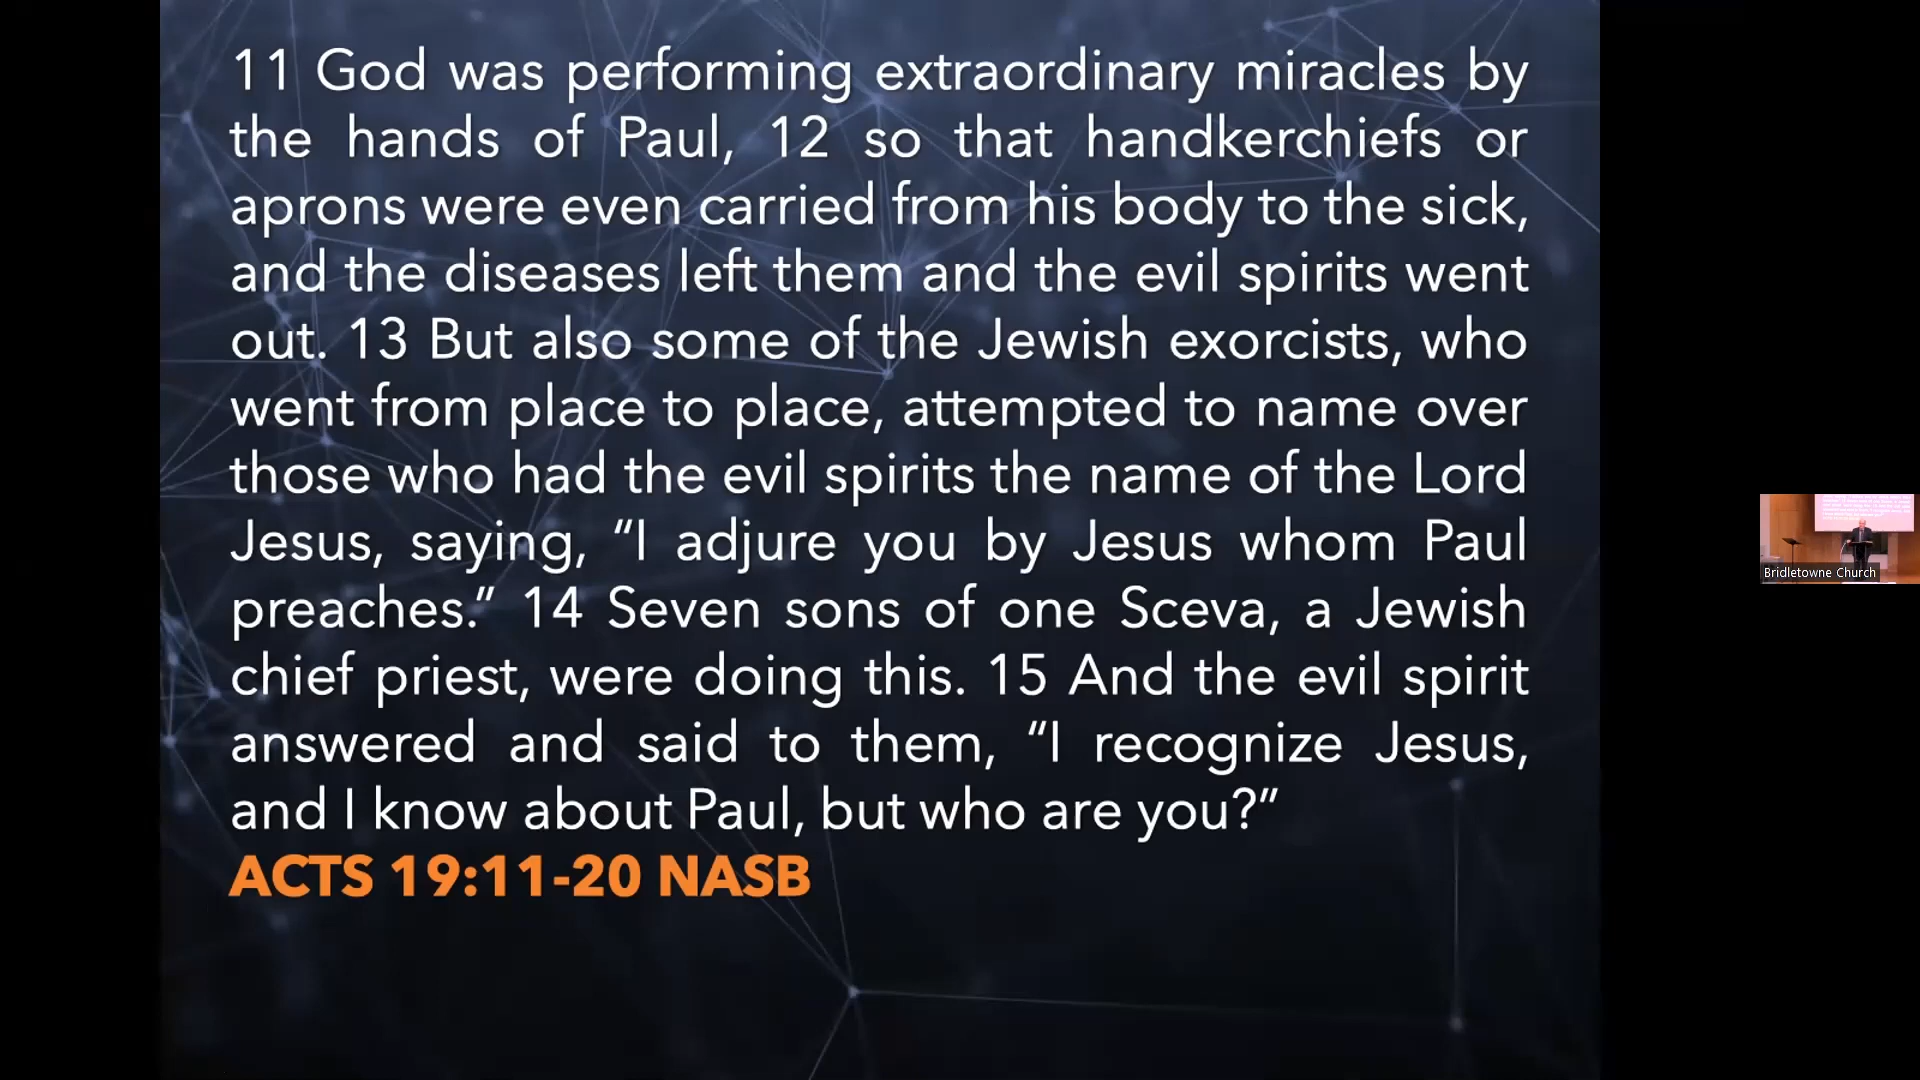 11 God was performing extraordinary miracles by
the hands of Paul, 12 so that handkerchiefs or
aprons were even carried from his body to the sick,
and the diseases left them and the evil spirits went
out. 13 But also some of the Jewish exorcists, who
went from place to place, attempted to name over
those who had the evil spirits the name of the Lord
Jesus, saying, “I adjure you by Jesus whom Paul
preaches.” 14 Seven sons of one Sceva, a Jewish
chief priest, were doing this. 15 And the evil spirit
answered and said to them, “I recognize Jesus,
and I know about Paul, but who are you?”
ACTS 19:11-20 NASB
Bridletowne Church